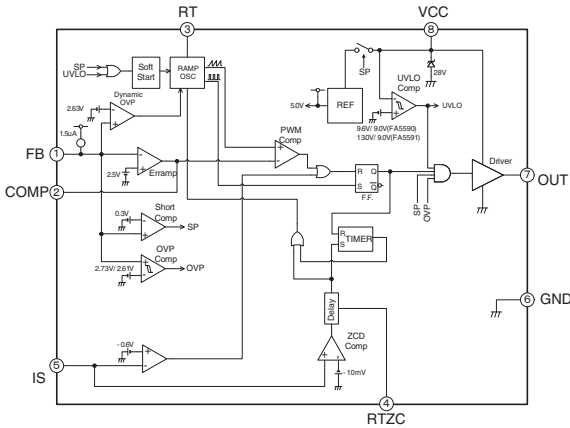 RT
3
VCC
8
SP
UVLO
Soft
Start
RAMP
OSC
SP
28V
5.0V
REF
UVLO
Comp
UVLO
9.6V/ 9.0V(FA5590)
13.0V/ 9.0V(FA5591)
Dynamic
OVP
2.63V
1.5uA
FB
1
2.5V
Erramp
PWM
Comp
R
Q
S
Q
F.F.
Driver
7
OUT
SP
OVP
COMP
2
Short
Comp
0.3V
SP
OVP
Comp
2.73V/ 2.61V
OVP
R
S
TIMER
Delay
6
GND
ZCD
Comp
- 0.6V
5
IS
- 10mV
4
RTZC